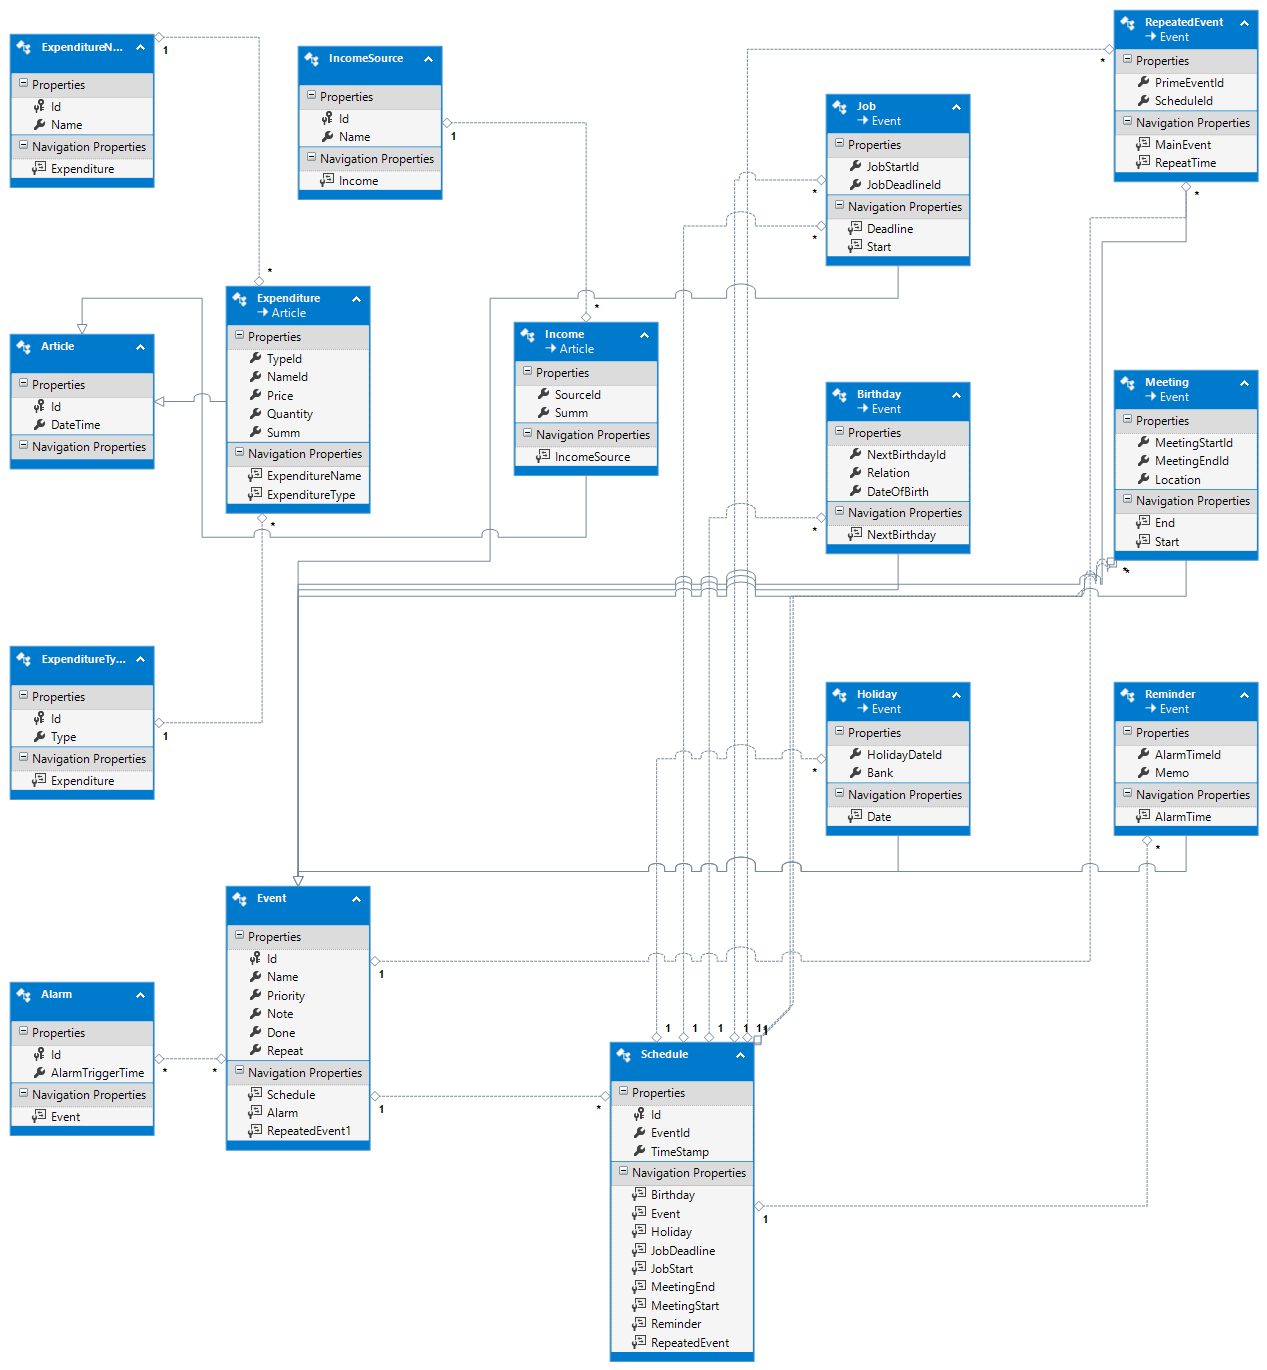 ExpenditureN...
Properties
Id
Name
Navigation Properties
Expenditure
1
*
IncomeSource
Properties
Id
Name
Navigation Properties
Income
1
*
Job
Event
Properties
JobStartId
JobDeadlineId
Navigation Properties
Deadline
Start
*
*
RepeatedEvent
Event
Properties
PrimeEventId
ScheduleId
Navigation Properties
MainEvent
RepeatTime
*
*
Article
Properties
Id
DateTime
Navigation Properties
Expenditure
Article
Properties
TypeId
NameId
Price
Quantity
Summ
Navigation Properties
ExpenditureName
ExpenditureType
*
Income
Article
Properties
SourceId
Summ
Navigation Properties
IncomeSource
Birthday
Event
Properties
NextBirthdayId
Relation
DateOfBirth
Navigation Properties
NextBirthday
*
Meeting
Event
Properties
MeetingStartId
MeetingEndId
Location
Navigation Properties
End
Start
**
ExpenditureTy...
Properties
Id
Type
Navigation Properties
Expenditure
1
Holiday
Event
Properties
HolidayDateId
Bank
Navigation Properties
Date
*
Reminder
Event
Properties
AlarmTimeId
Memo
Navigation Properties
AlarmTime
*
Event
Properties
Id
Name
Priority
Note
Done
Repeat
Navigation Properties
Schedule
Alarm
RepeatedEvent1
1
1
Alarm
Properties
Id
AlarmTriggerTime
Navigation Properties
Event
*
*
1
1
1
1
1
1
1
Schedule
Properties
Id
EventId
TimeStamp
Navigation Properties
Birthday
Event
Holiday
JobDeadline
JobStart
MeetingEnd
MeetingStart
Reminder
RepeatedEvent
*
1